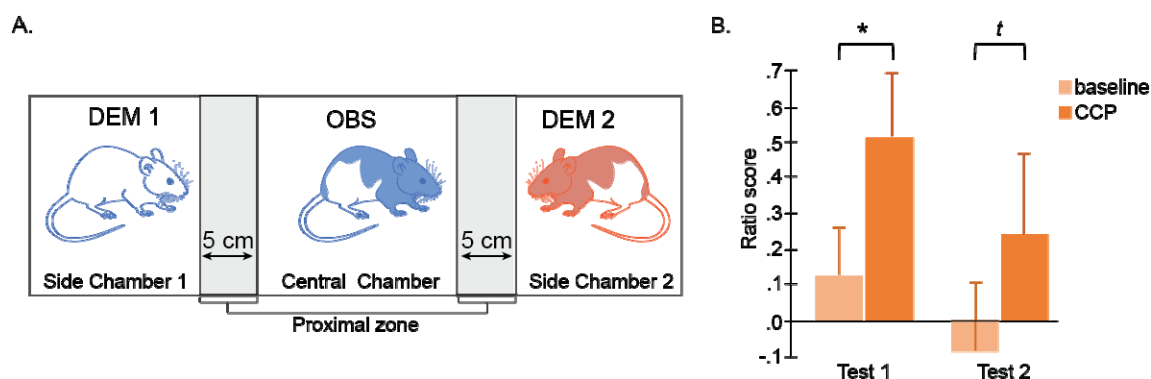 A.
DEM 1
OBS
DEM 2
5 cm
5 cm
Side Chamber 1
Central Chamber
Side Chamber 2
Proximal zone
B.
*
t
baseline
CCP
Ratio score
.7
.6
.5
.4
.3
.2
.1
.0
-.1
Test 1
Test 2